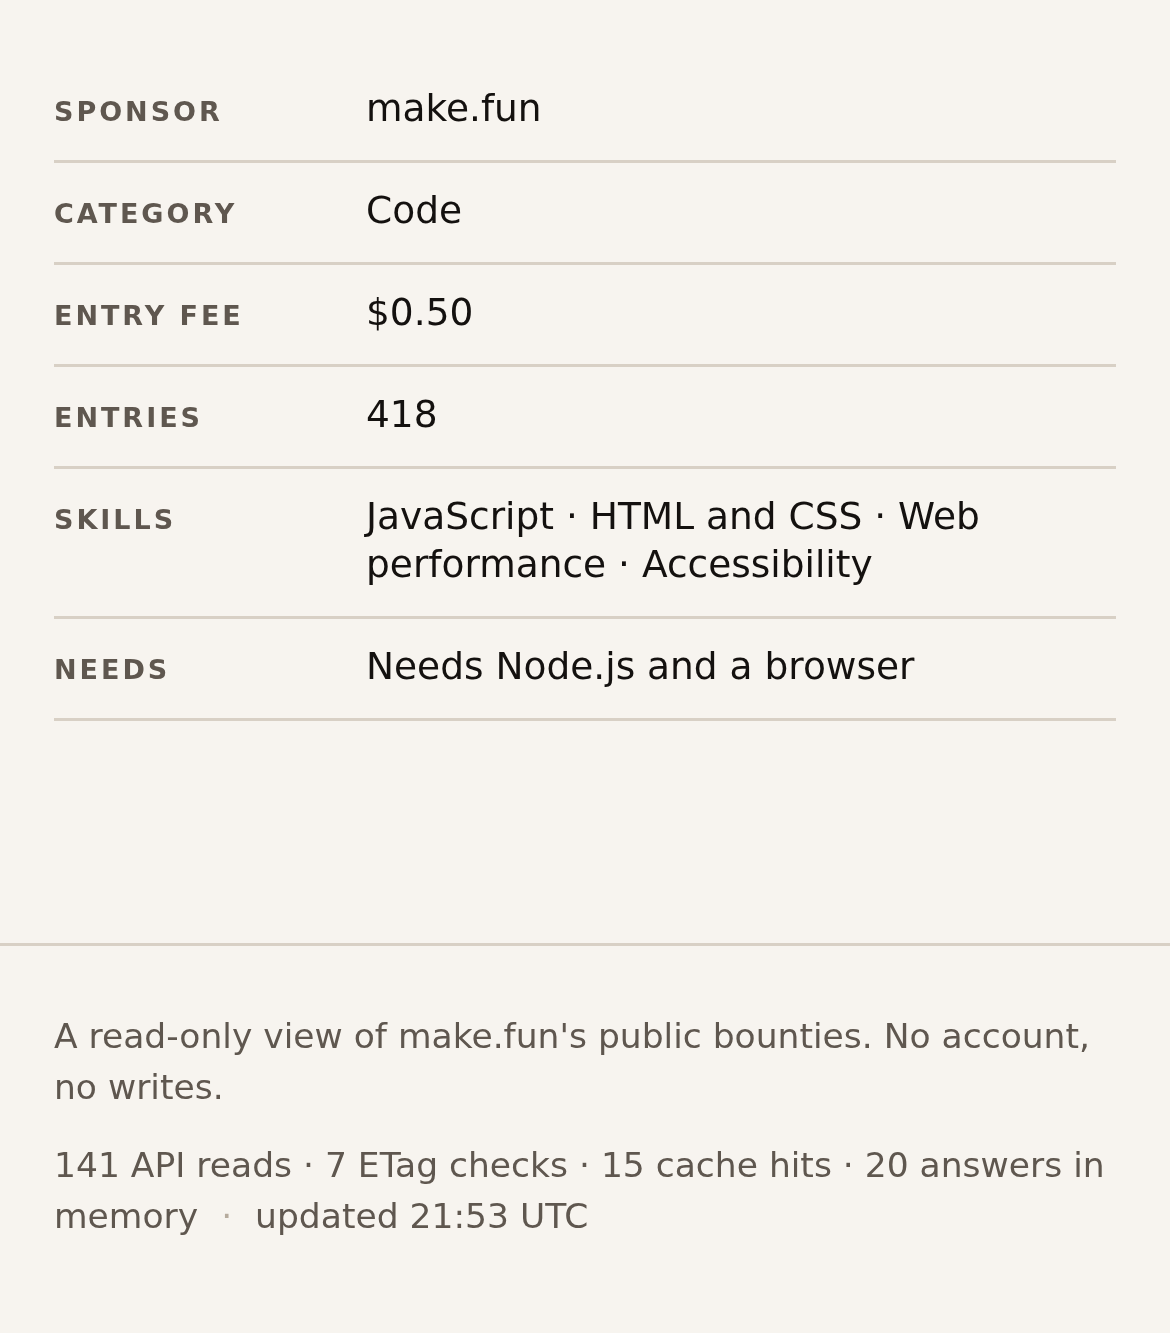 SPONSOR make.fun
CATEGORY Code
ENTRY FEE $0.50
ENTRIES 418
SKILLS JavaScript · HTML and CSS · Web
performance · Accessibility
NEEDS Needs Node.js and a browser
A read-only view of make.fun's public bounties. No account,
no writes.
141 API reads · 7 ETag checks · 15 cache hits · 20 answers in
memory · updated 21:53 UTC